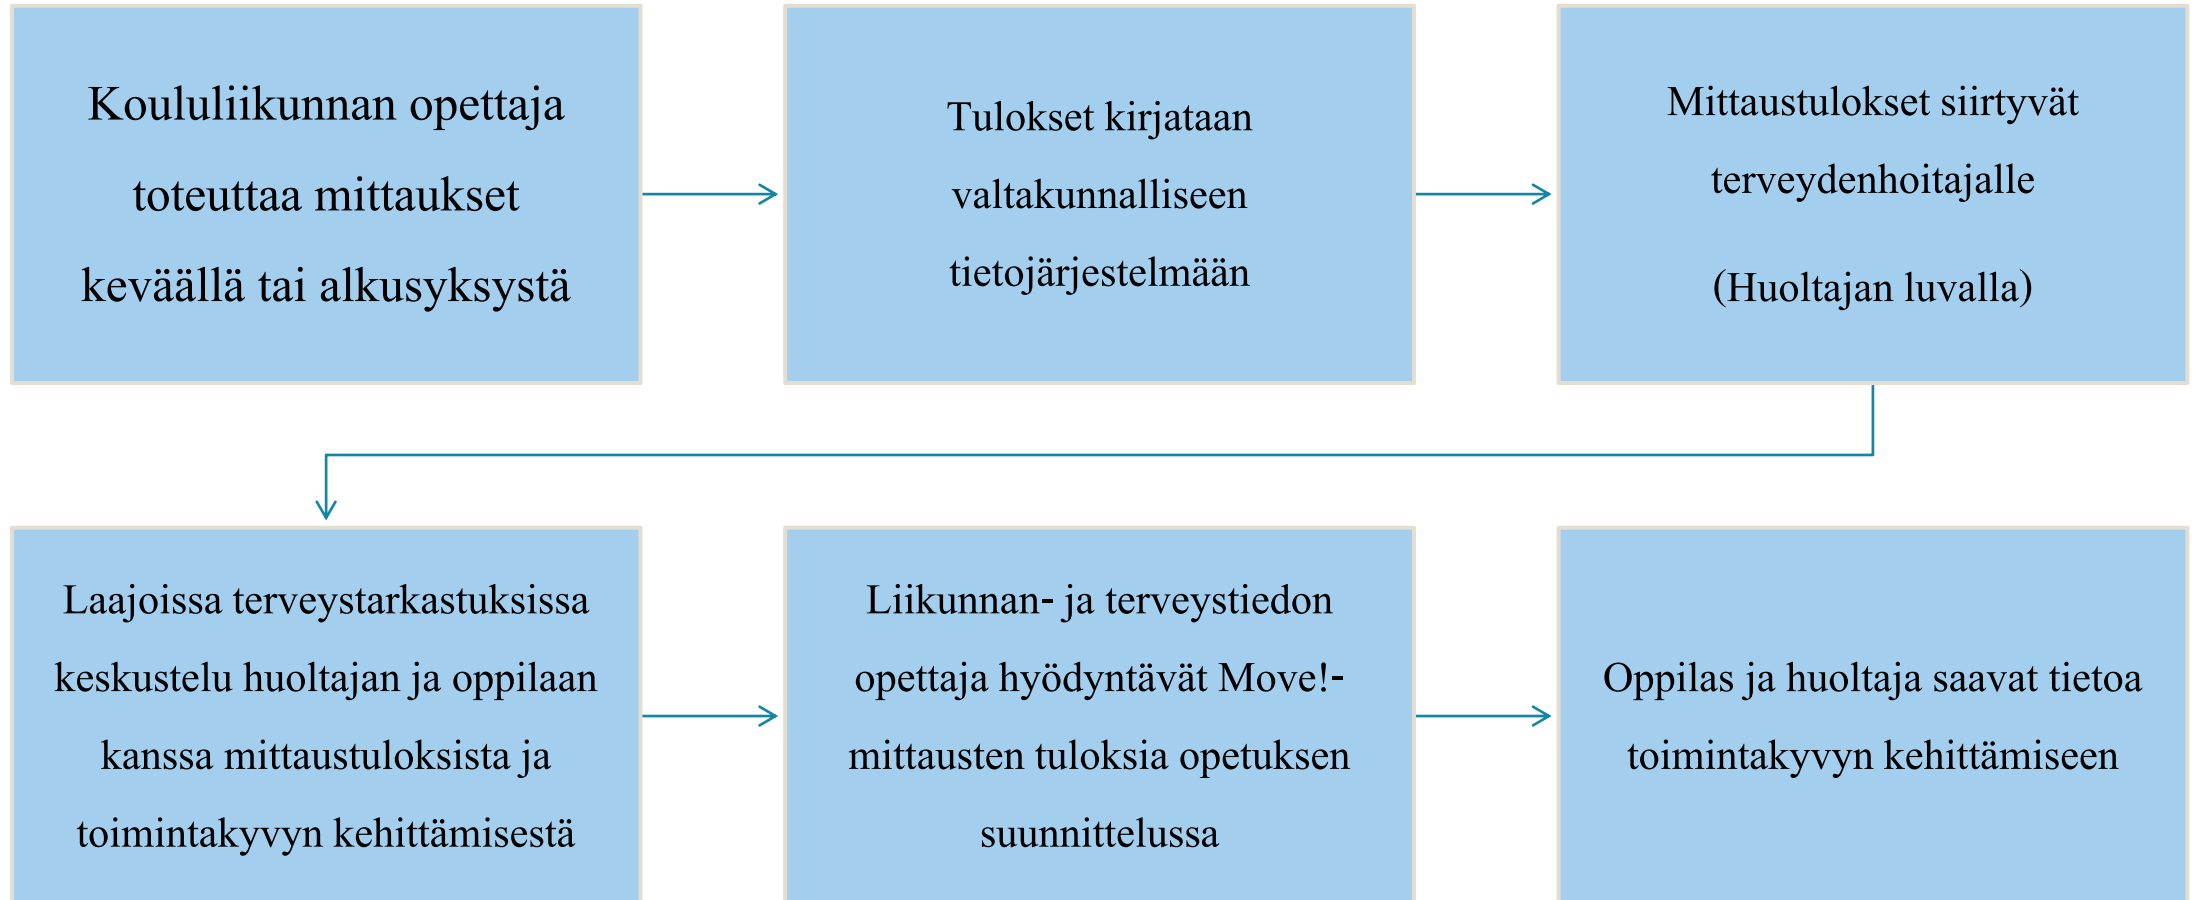 Koululiikunnan opettaja
toteuttaa mittaukset
keväällä tai alkusyksystä
Tulokset kirjataan
valtakunnalliseen
tietojärjestelmään
Mittaustulokset siirtyvät
terveydenhoitajalle
(Huoltajan luvalla)
Laajoissa terveystarkastuksissa
keskustelu huoltajan ja oppilaan
kanssa mittaustuloksista ja
toimintakyvyn kehittämisestä
Liikunnan- ja terveystiedon
opettaja hyödyntävät Move!-
mittausten tuloksia opetuksen
suunnittelussa
Oppilas ja huoltaja saavat tietoa
toimintakyvyn kehittämiseen